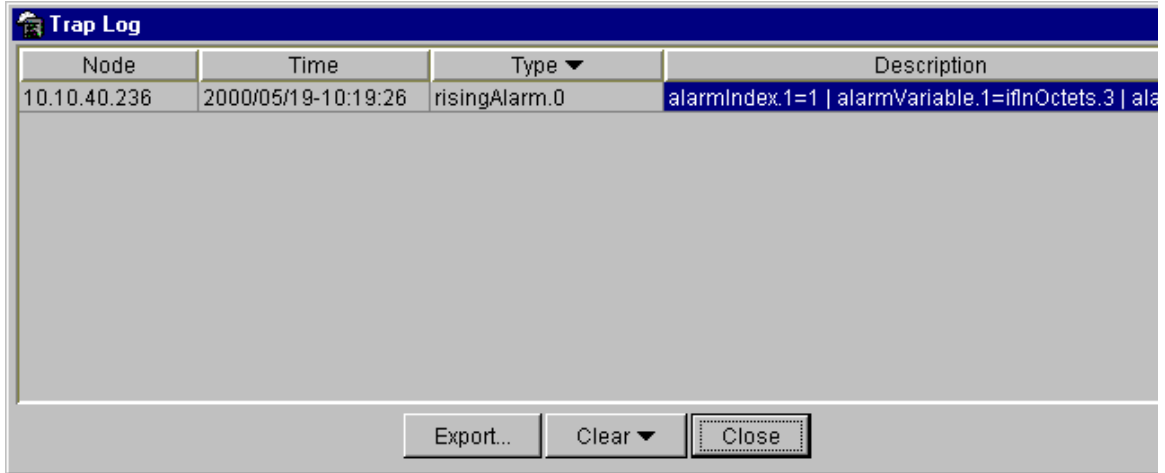 Trap Log
Node Time Type Description
10.10.40.236 2000/05/19-10:19:26 risingAlarm.0 alarmIndex.1=1 | alarmVariable.1=ifInOctets.3 | ala
Export... Clear Close